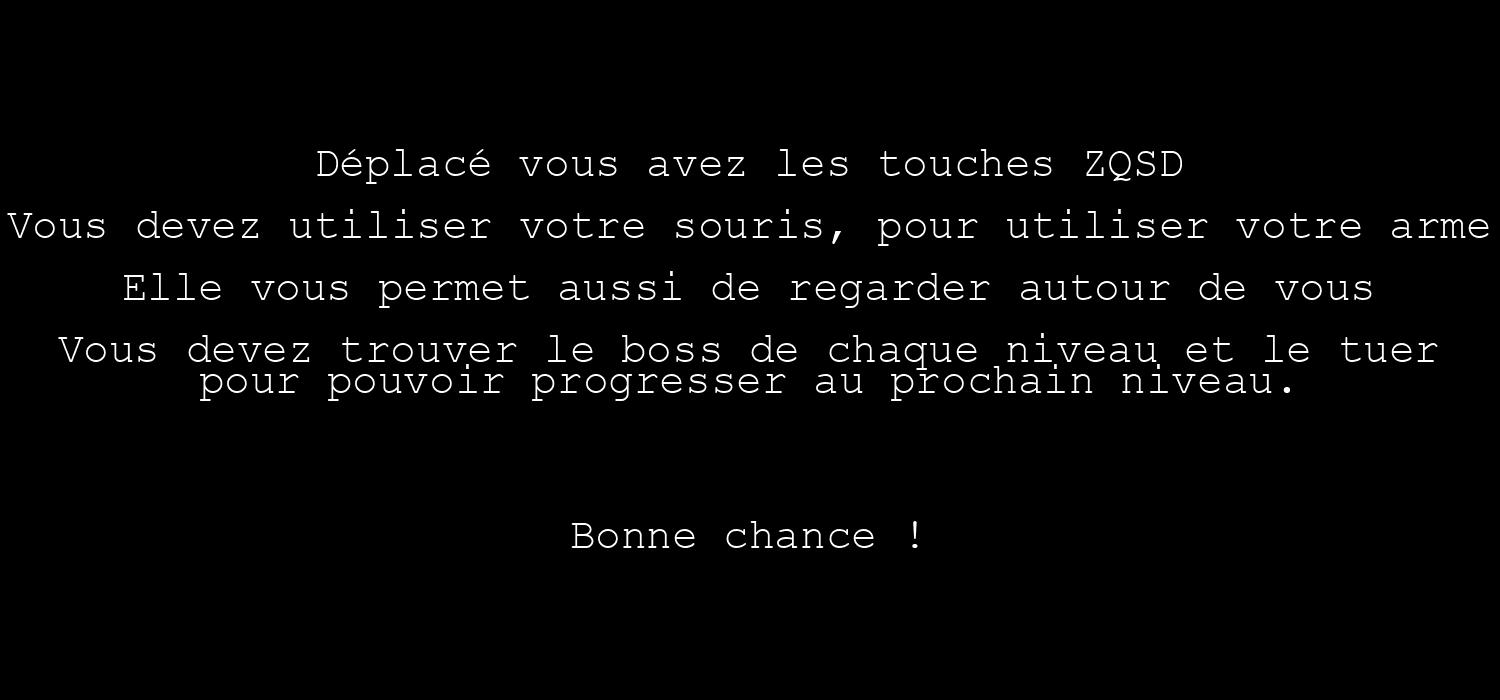 Déplacé vous avez les touches ZQSD
Vous devez utiliser votre souris, pour utiliser votre arme
Elle vous permet aussi de regarder autour de vous
Vous devez trouver le boss de chaque niveau et le tuer
pour pouvoir progresser au prochain niveau.
Bonne chance !